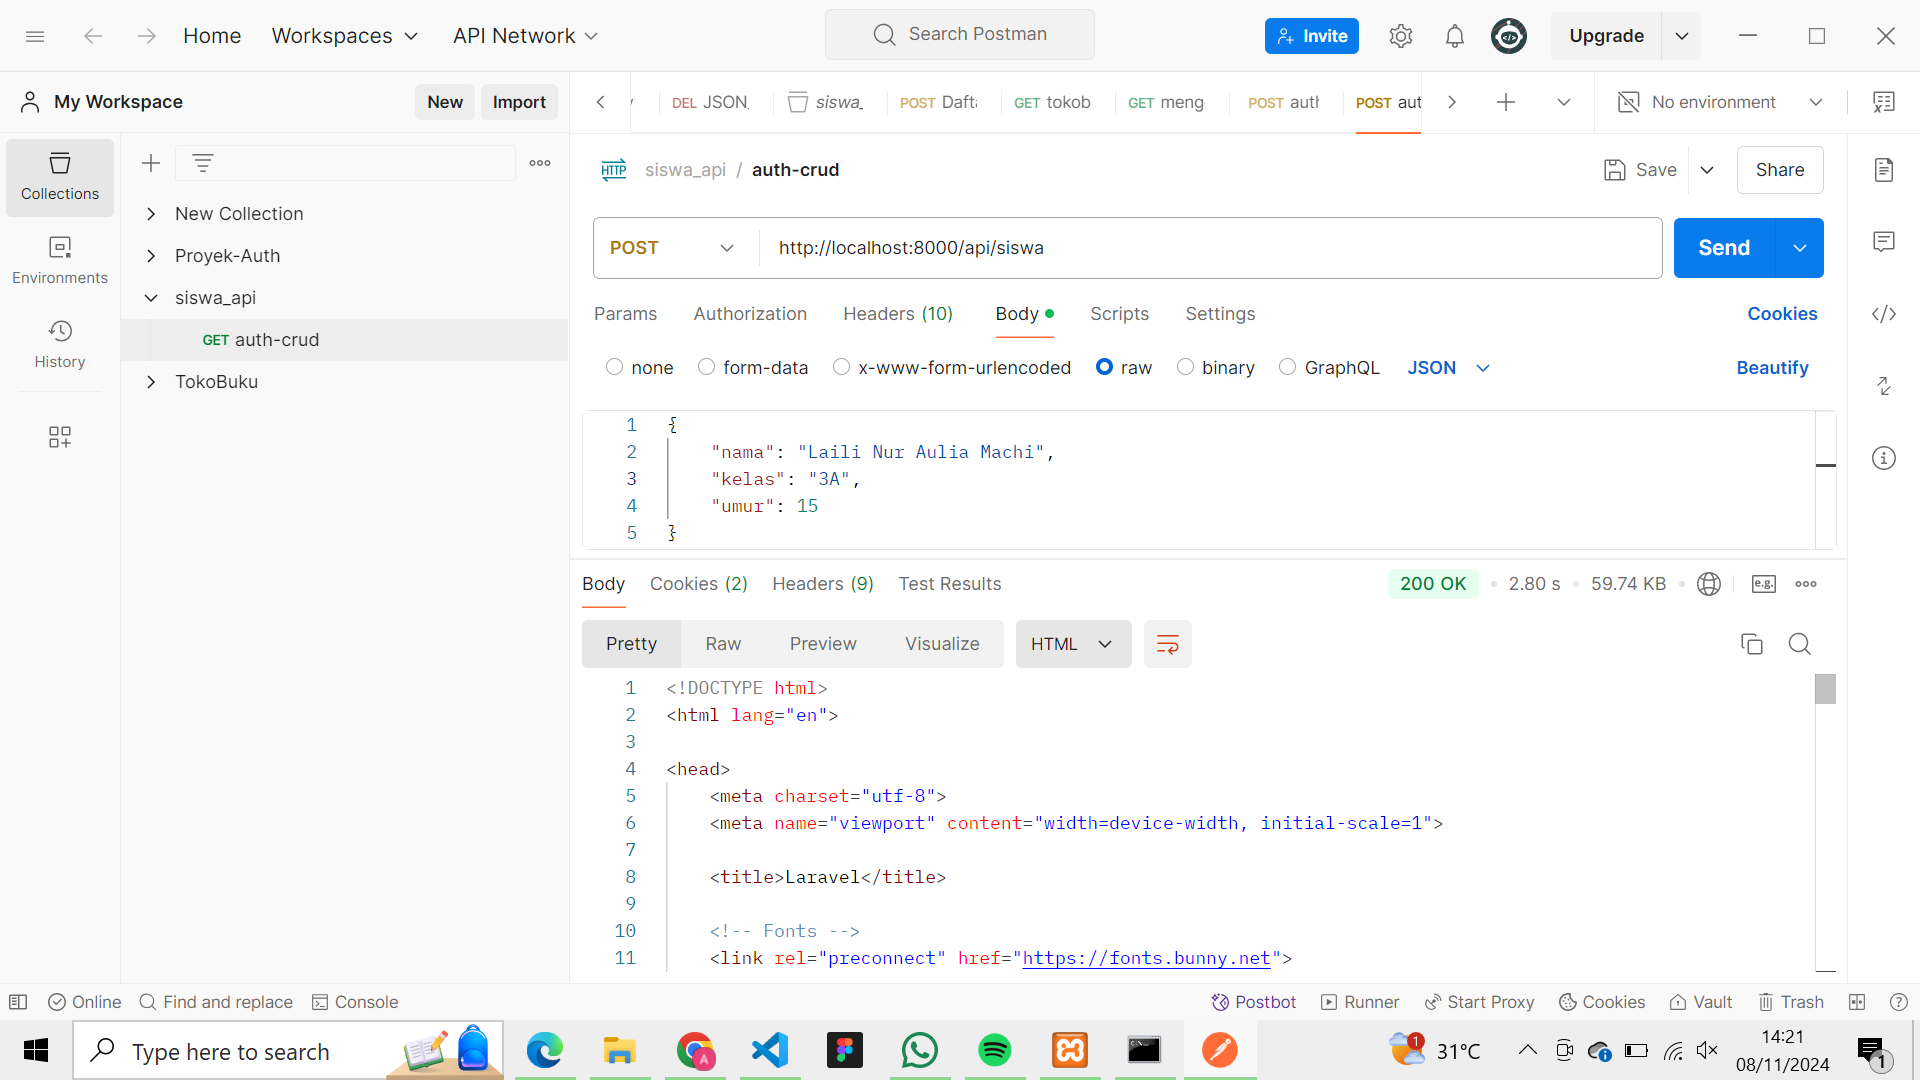 Home Workspaces API Network Search Postman Invite Upgrade
My Workspace New Import DEL JSON siswa_ POST Daft GET tokob GET meng POST aut POST aut No environment
siswa_api / auth-crud Save Share
Collections
Environments
History
New Collection
Proyek-Auth
siswa_api
GET auth-crud
TokoBuku
POST http://localhost:8000/api/siswa Send
Params Authorization Headers (10) Body Scripts Settings Cookies
none form-data x-www-form-urlencoded raw binary GraphQL JSON Beautify
1 {
2 "nama": "Laili Nur Aulia Machi",
3 "kelas": "3A",
4 "umur": 15
5 }
Body Cookies (2) Headers (9) Test Results 200 OK • 2.80 s • 59.74 KB • e.g.
Pretty Raw Preview Visualize HTML
1 <!DOCTYPE html>
2 <html lang="en">
3
4 <head>
5 <meta charset="utf-8">
6 <meta name="viewport" content="width=device-width, initial-scale=1">
7
8 <title>Laravel</title>
9
10 <!-- Fonts -->
11 <link rel="preconnect" href="https://fonts.bunny.net">
Online Find and replace Console Postbot Runner Start Proxy Cookies Vault Trash
Type here to search 1 31°C 14:21
08/11/2024 1